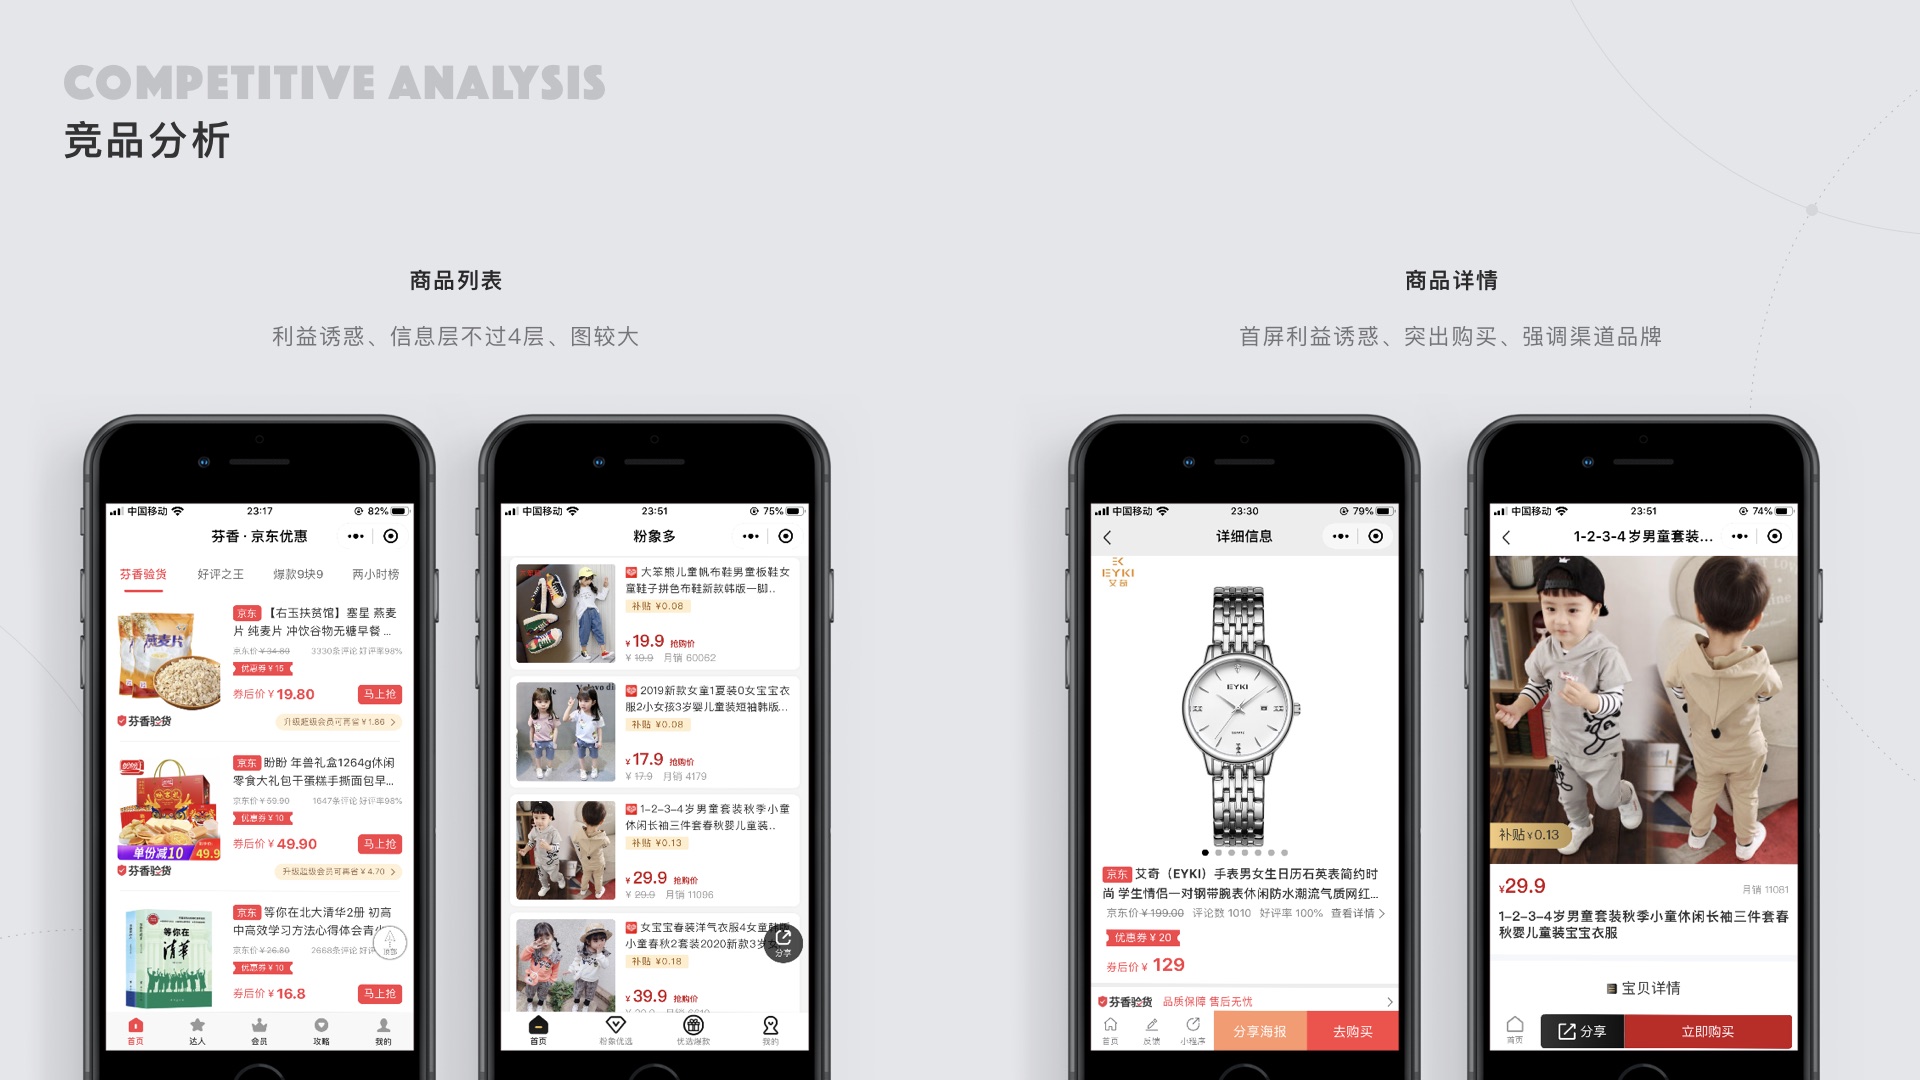 COMPETITIVE ANALYSIS
竞品分析
商品列表
利益诱惑、信息层不过4层、图较大
商品详情
首屏利益诱惑、突出购买、强调渠道品牌
中国移动
23:17
82%
芬香 · 京东优惠
芬香验货
好评之王
爆款9块9
两小时榜
燕麦片
京东 【右玉扶贫馆】塞星 燕麦
片 纯麦片 冲饮谷物无糖早餐 ...
京东价 ¥ 34.80
3330条评论 好评率98%
优惠券 ¥ 15
券后价 ¥ 19.80
马上抢
芬香验货
升级超级会员可再省 ¥ 1.86
京东 盼盼 年兽礼盒1264g休闲
零食大礼包干蛋糕手撕面包早...
京东价 ¥ 59.90
1647条评论 好评率98%
优惠券 ¥ 10
券后价 ¥ 49.90
马上抢
单份减10
49.9
芬香验货
升级超级会员可再省 ¥ 4.70
等你在
清华
京东 等你在北大清华2册 初高
中高效学习方法心得体会青少
京东价 ¥ 26.80
2668条评论 好评
顶部
优惠券 ¥ 10
券后价 ¥ 16.8
马上抢
首页
达人
会员
攻略
我的
中国移动
23:51
75%
粉象多
大笨熊儿童帆布鞋男童板鞋女
童鞋子拼色布鞋新款韩版一脚..
补贴 ¥0.08
¥ 19.9 抢购价
¥ 19.9 月销 60062
2019新款女童1夏装0女宝宝衣
服2小女孩3岁婴儿童装短袖韩版...
补贴 ¥0.08
¥ 17.9 抢购价
¥ 17.9 月销 4179
1-2-3-4岁男童套装秋季小童
休闲长袖三件套春秋婴儿童装..
补贴 ¥0.13
¥ 29.9 抢购价
¥ 29.9 月销 11096
女宝宝春装洋气衣服4女童韩版
小童春秋2套装2020新款3岁女
补贴 ¥0.18
分享
¥ 39.9 抢购价
首页
粉象优选
优选爆款
我的
中国移动
23:30
79%
详细信息
EYKI
艾奇
EYKI
京东 艾奇（EYKI）手表男女生日历石英表简约时
尚 学生情侣一对钢带腕表休闲防水潮流气质网红...
京东价 ¥ 199.00 评论数 1010 好评率 100% 查看详情
优惠券 ¥ 20
券后价 ¥ 129
芬香验货 品质保障 售后无忧
首页
反馈
小程序
分享海报
去购买
中国移动
23:51
74%
1-2-3-4 岁男童套装...
补贴 ¥0.13
¥29.9
月销 11081
1-2-3-4岁男童套装秋季小童休闲长袖三件套春
秋婴儿童装宝宝衣服
宝贝详情
首页
分享
立即购买